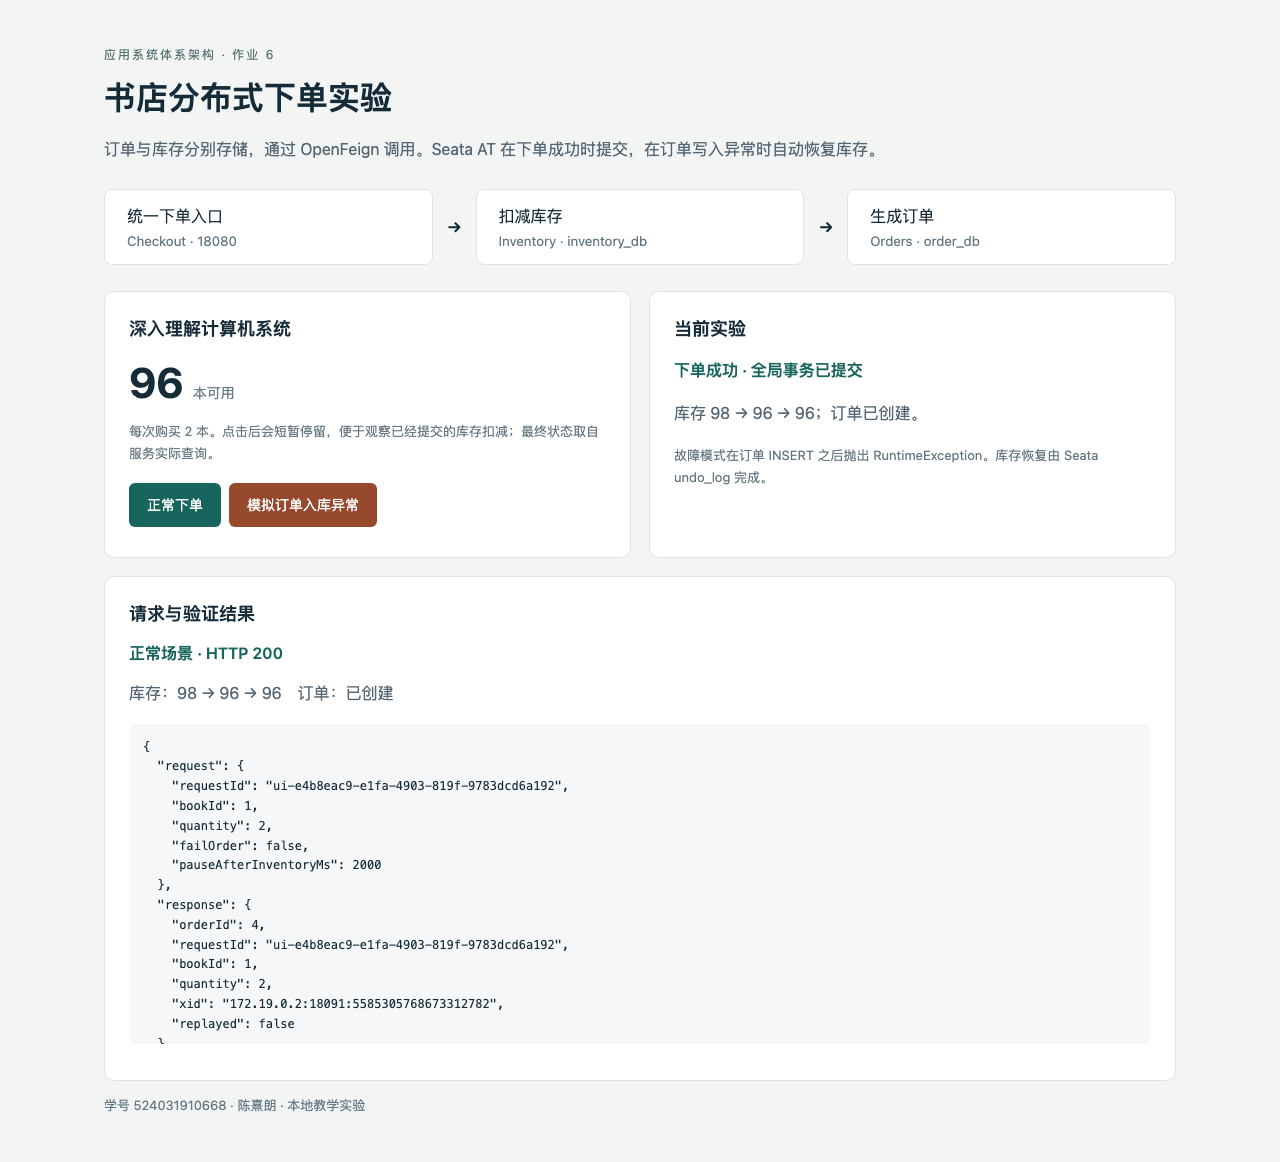 应用系统体系架构 · 作业 6
书店分布式下单实验
订单与库存分别存储，通过 OpenFeign 调用。Seata AT 在下单成功时提交，在订单写入异常时自动恢复库存。
统一下单入口
Checkout · 18080
→
扣减库存
Inventory · inventory_db
→
生成订单
Orders · order_db
深入理解计算机系统
96 本可用
每次购买 2 本。点击后会短暂停留，便于观察已经提交的库存扣减；最终状态取自
服务实际查询。
正常下单
模拟订单入库异常
当前实验
下单成功 · 全局事务已提交
库存 98 → 96 → 96；订单已创建。
故障模式在订单 INSERT 之后抛出 RuntimeException。库存恢复由 Seata
undo_log 完成。
请求与验证结果
正常场景 · HTTP 200
库存：98 → 96 → 96　订单：已创建
{
  "request": {
    "requestId": "ui-e4b8eac9-e1fa-4903-819f-9783dcd6a192",
    "bookId": 1,
    "quantity": 2,
    "failOrder": false,
    "pauseAfterInventoryMs": 2000
  },
  "response": {
    "orderId": 4,
    "requestId": "ui-e4b8eac9-e1fa-4903-819f-9783dcd6a192",
    "bookId": 1,
    "quantity": 2,
    "xid": "172.19.0.2:18091:5585305768673312782",
    "replayed": false
  }
学号 524031910668 · 陈熹朗 · 本地教学实验